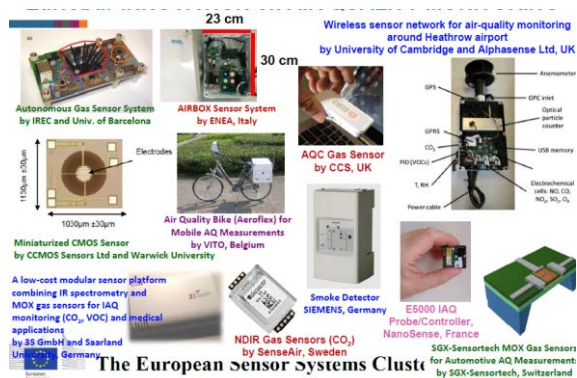 23 cm
30 cm
Wireless sensor network for air-quality monitoring
around Heathrow airport
by University of Cambridge and Alphasense Ltd, UK
Autonomous Gas Sensor System
by IREC and Univ. of Barcelona
AIRBOX Sensor System
by ENEA, Italy
AQC Gas Sensor
by CCS, UK
Anemometer
GPS
OPC inlet
Optical
particle
counter
GPRS
CO₂
USB memory
PID (VOCs)
T, RH
Electrochemical
cells: NO, CO,
NO₂, SO₂, O₃
Power cable
Electrodes
1130µm ±30µm
1030µm ±30µm
Miniaturized CMOS Sensor
by CCMOS Sensors Ltd and Warwick University
Air Quality Bike (Aeroflex) for
Mobile AQ Measurements
by VITO, Belgium
A low-cost modular sensor platform
combining IR spectrometry and
MOX gas sensors for IAQ
monitoring (CO₂, VOC) and medical
applications
by 3S GmbH and Saarland
University, Germany
NDIR Gas Sensors (CO₂)
by SenseAir, Sweden
Smoke Detector
SIEMENS, Germany
E5000 IAQ
Probe/Controller,
NanoSense, France
SGX-Sensortech MOX Gas Sensors
for Automotive AQ Measurements
by SGX-Sensortech, Switzerland
The European Sensor Systems Cluste